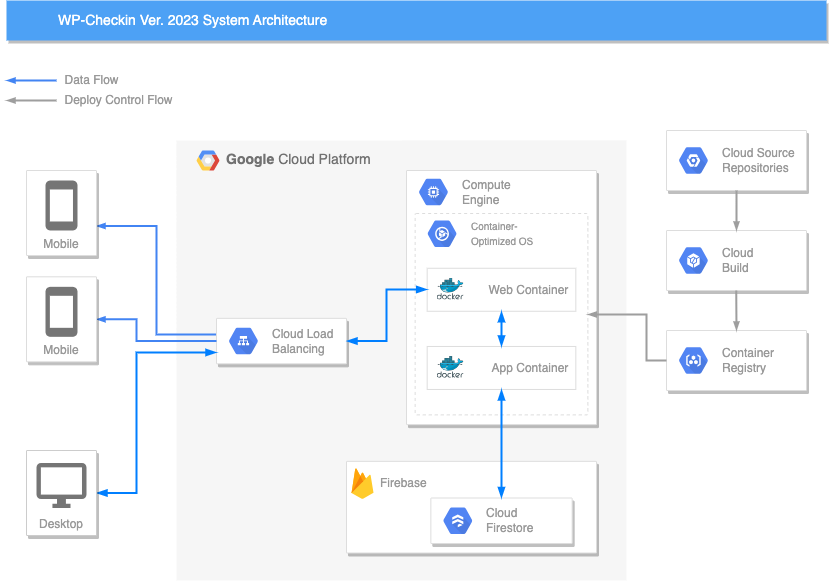 WP-Checkin Ver. 2023 System Architecture
Data Flow
Deploy Control Flow
Google Cloud Platform
Mobile
Mobile
Desktop
Cloud Load
Balancing
Compute
Engine
Container-
Optimized OS
docker
Web Container
docker
App Container
Firebase
Cloud
Firestore
Cloud Source
Repositories
Cloud
Build
Container
Registry